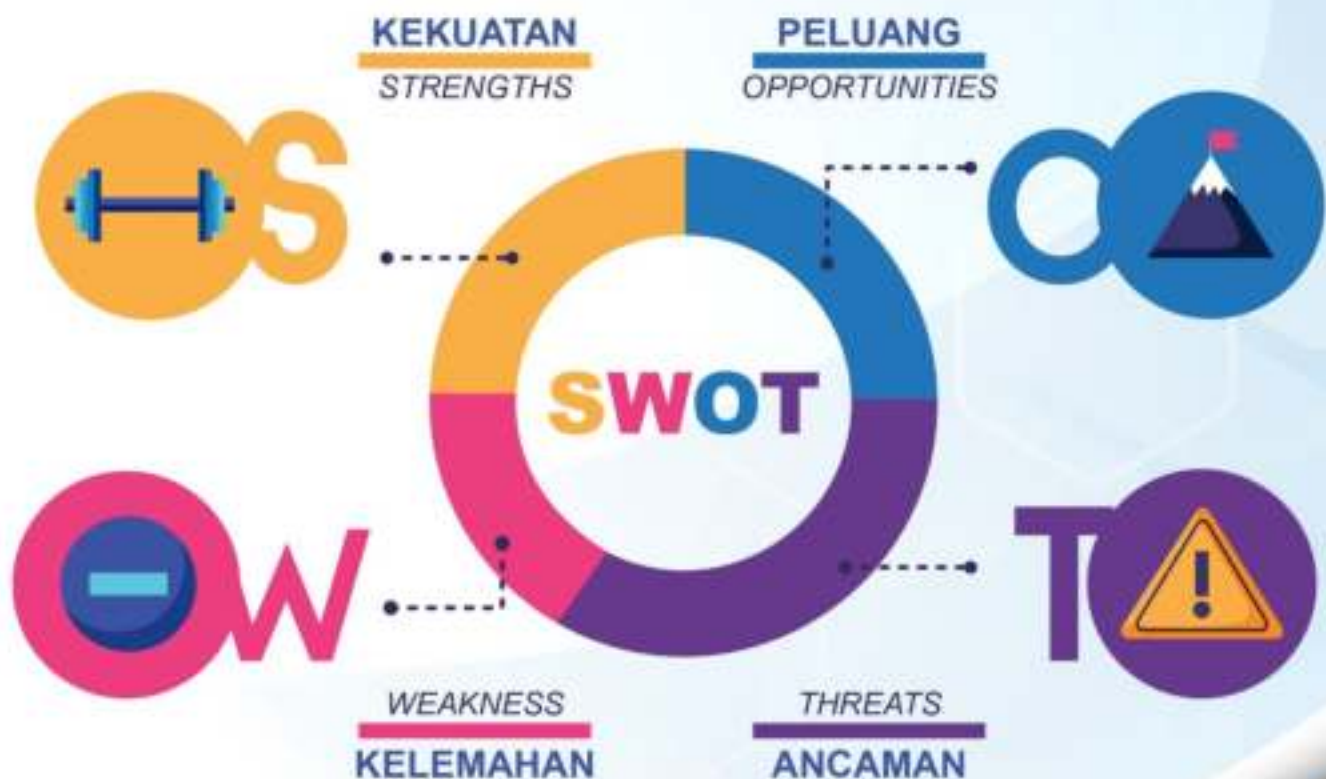 KEKUATAN
STRENGTHS
PELUANG
OPPORTUNITIES
S
O
SWOT
W
T
WEAKNESS
KELEMAHAN
THREATS
ANCAMAN